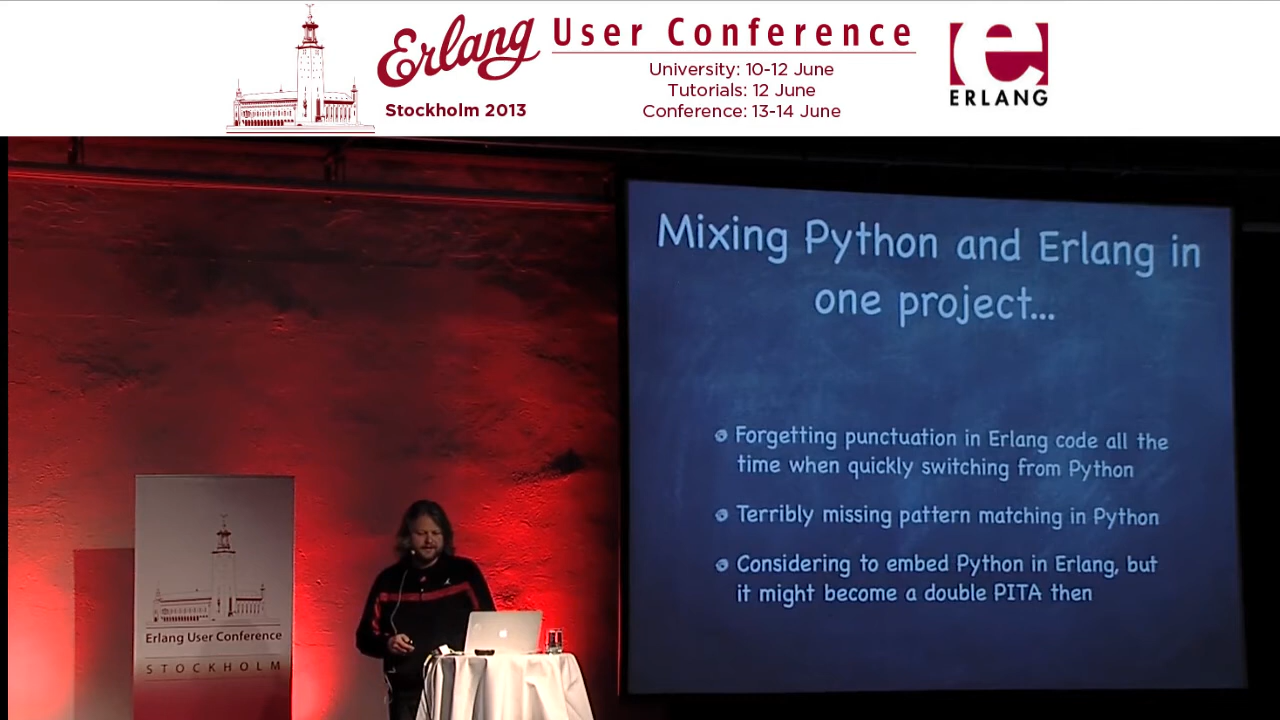 Erlang User Conference
Stockholm 2013
University: 10-12 June
Tutorials: 12 June
Conference: 13-14 June
e
ERLANG
Mixing Python and Erlang in
one project...
Forgetting punctuation in Erlang code all the
time when quickly switching from Python
Terribly missing pattern matching in Python
Considering to embed Python in Erlang, but
it might become a double PITA then
Erlang User Conference
STOCKHOLM